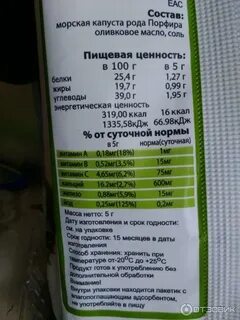 EAC
Состав:
морская капуста рода Порфира
оливковое масло, соль
Пищевая ценность:
в 100 г в 5 г
белки 25,4 г 1,27 г
жиры 19,7 г 0,99 г
углеводы 39,0 г 1,95 г
энергетическая
ценность 319,00 ккал 16 ккал
1335,58кДж 66.98кДж
% от суточной нормы
в 5г норма(суточная)
витамин А 0,18мг(18%) 1мг
витамин В2 0,52мг(3,5%) 15мг
витамин С 4,65мг(6,2%) 75мг
кальций 16.2мг(2,7%) 600мг
железо 0,88мг(5,9%) 15мг
йод 0,25мг(125%) 0,2мг
Масса: 5 г
Дата изготовления и срок годности:
см. на упаковке
Срок годности: 15 месяцев с даты
изготовления
Способ хранения: хранить при
температуре от-20°C до +25°C
Продукт готов к употреблению без
дополнительной обработки.
Внимание!
Внутри упаковки находится пакетик с
влагопоглащающим адсорбентом,
не употребляйте в пищу.
ОТЗОВИК